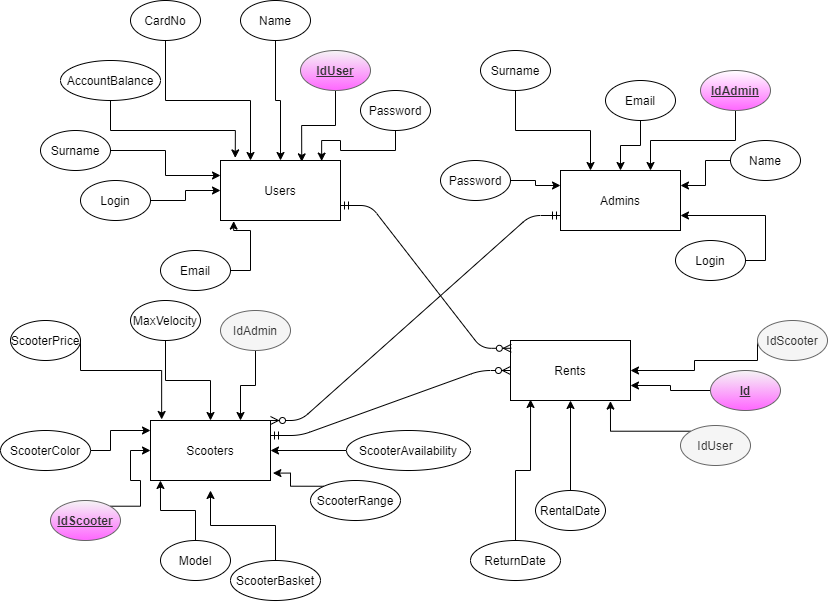 CardNo
Name
IdUser
AccountBalance
Surname
Email
IdAdmin
Password
Surname
Name
Password
Login
Users
Admins
Email
Login
MaxVelocity
IdAdmin
ScooterPrice
IdScooter
Rents
Id
ScooterColor
Scooters
ScooterAvailability
IdUser
ScooterRange
RentalDate
IdScooter
Model
ScooterBasket
ReturnDate